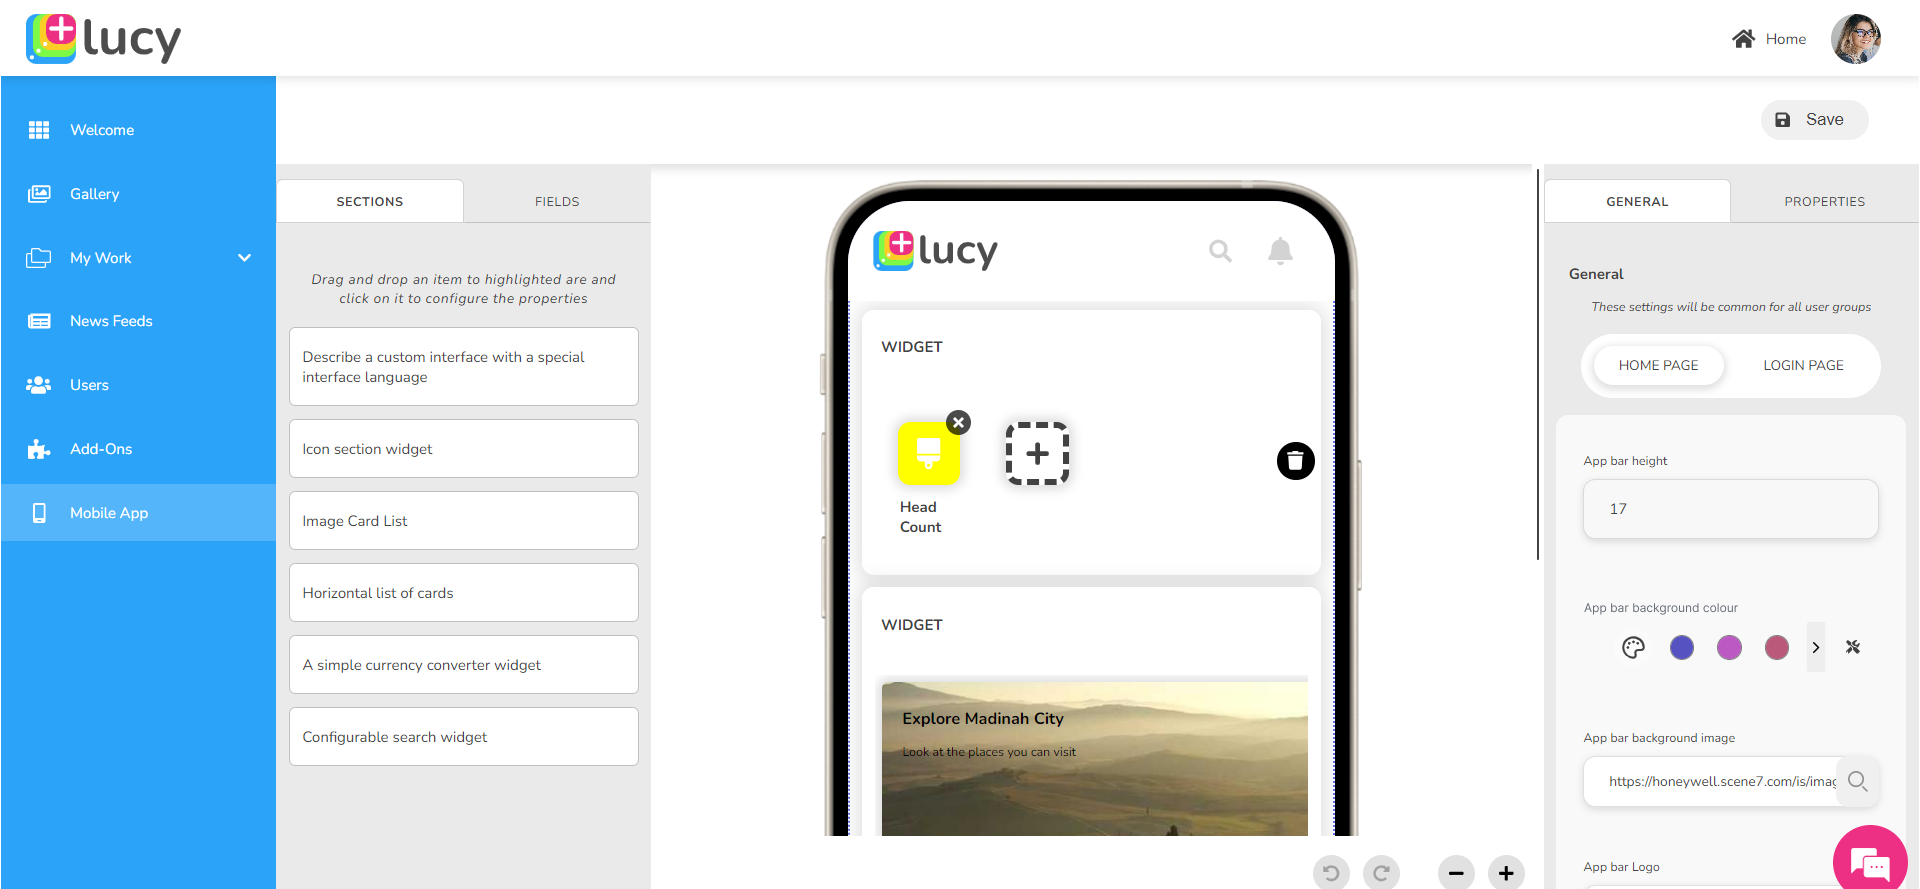 lucy
Home
Save
Welcome
Gallery
My Work
News Feeds
Users
Add-Ons
Mobile App
SECTIONS
FIELDS
Drag and drop an item to highlighted are and
click on it to configure the properties
Describe a custom interface with a special
interface language
Icon section widget
Image Card List
Horizontal list of cards
A simple currency converter widget
Configurable search widget
lucy
WIDGET
Head
Count
WIDGET
Explore Madinah City
Look at the places you can visit
GENERAL
PROPERTIES
General
These settings will be common for all user groups
HOME PAGE
LOGIN PAGE
App bar height
17
App bar background colour
App bar background image
https://honeywell.scene7.com/is/imag
App bar Logo